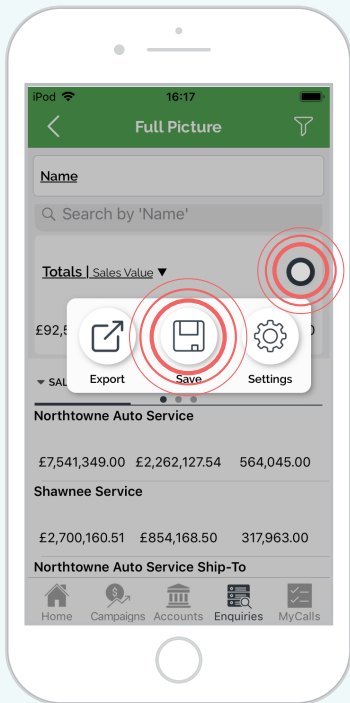 iPod 16:17
Full Picture
Name
Search by 'Name'
Totals | Sales Value ▼
£92,5
Export Save Settings
Northtowne Auto Service
£7,541,349.00 £2,262,127.54 564,045.00
Shawnee Service
£2,700,160.51 £854,168.50 317,963.00
Northtowne Auto Service Ship-To
Home Campaigns Accounts Enquiries MyCalls